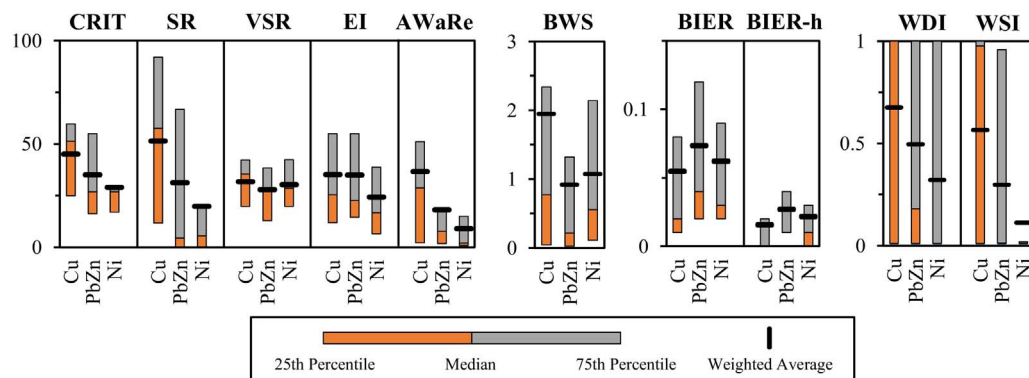 CRIT SR VSR EI AWaRe BWS BIER BIER-h WDI WSI
100 3 1
2 0.1
50 0.5
1
0 0 0 0
Cu PbZn Ni Cu PbZn Ni Cu PbZn Ni Cu PbZn Ni Cu PbZn Ni Cu PbZn Ni Cu PbZn Ni Cu PbZn Ni Cu PbZn Ni Cu PbZn Ni
25th Percentile Median 75th Percentile Weighted Average